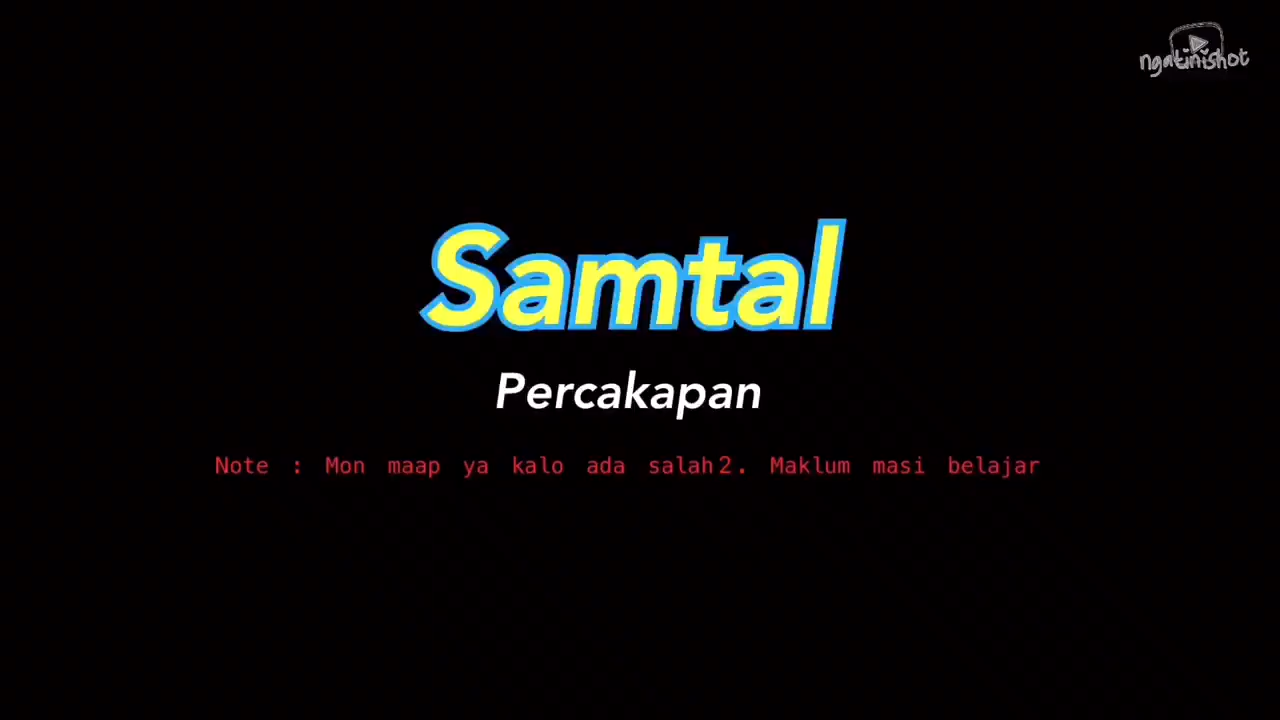 ngatinishot
Samtal
Percakapan
Note : Mon maap ya kalo ada salah2. Maklum masi belajar